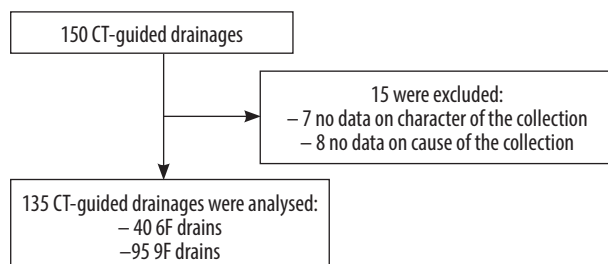 150 CT-guided drainages
15 were excluded:
– 7 no data on character of the collection
– 8 no data on cause of the collection
135 CT-guided drainages were analysed:
– 40 6F drains
–95 9F drains